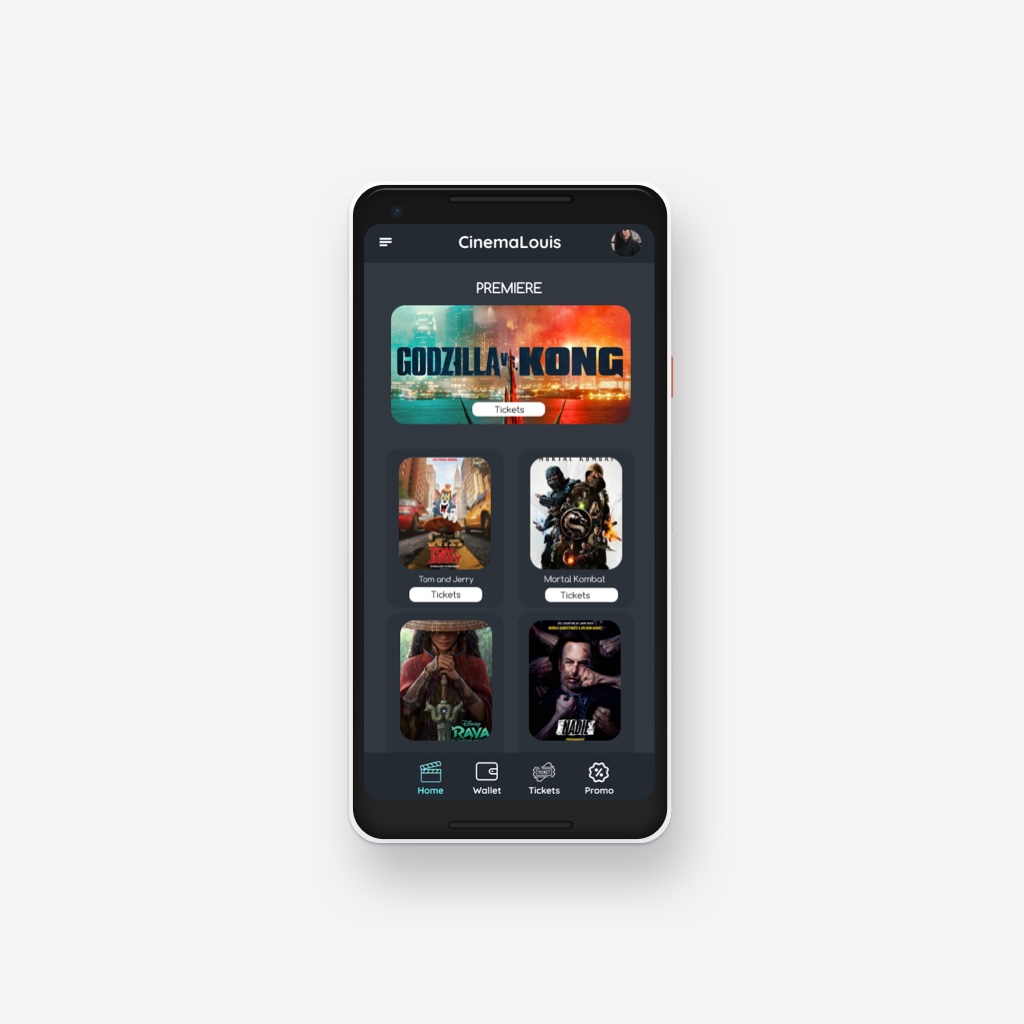 CinemaLouis
PREMIERE
GODZILLA vs. KONG
Tickets
MORTAL KOMBAT
Tom and Jerry
Mortal Kombat
Tickets
Tickets
Disney
RAYA
NADIE
Home
Wallet
Tickets
Promo